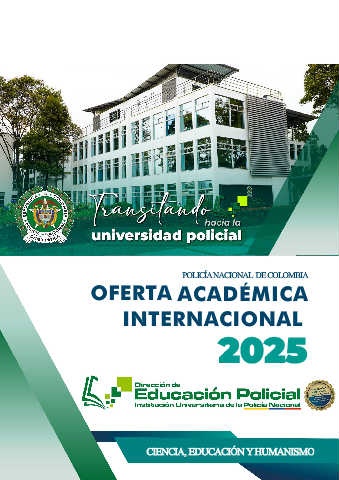 Transitando
hacia la
universidad policial
POLICÍA NACIONAL DE COLOMBIA
OFERTA ACADÉMICA
INTERNACIONAL
2025
Dirección de
Educación Policial
Institución Universitaria de la Policía Nacional
CIENCIA, EDUCACIÓN Y HUMANISMO